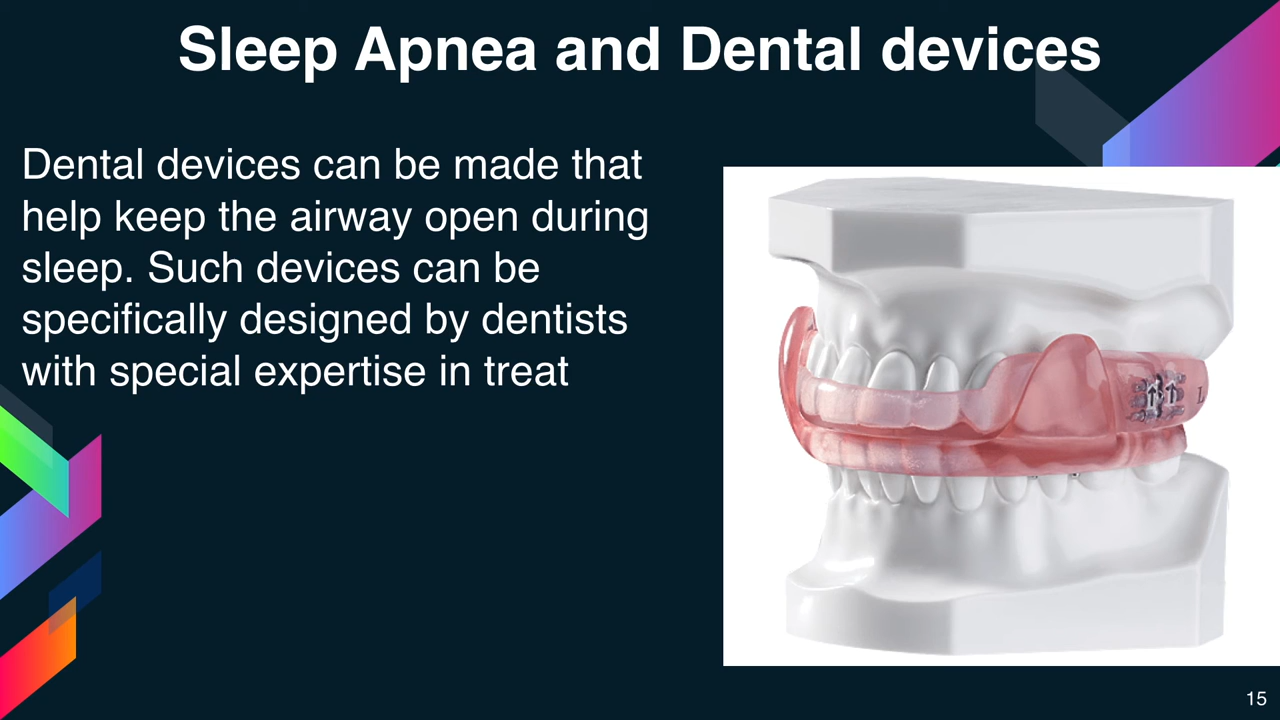 Sleep Apnea and Dental devices
Dental devices can be made that
help keep the airway open during
sleep. Such devices can be
specifically designed by dentists
with special expertise in treat
L
15